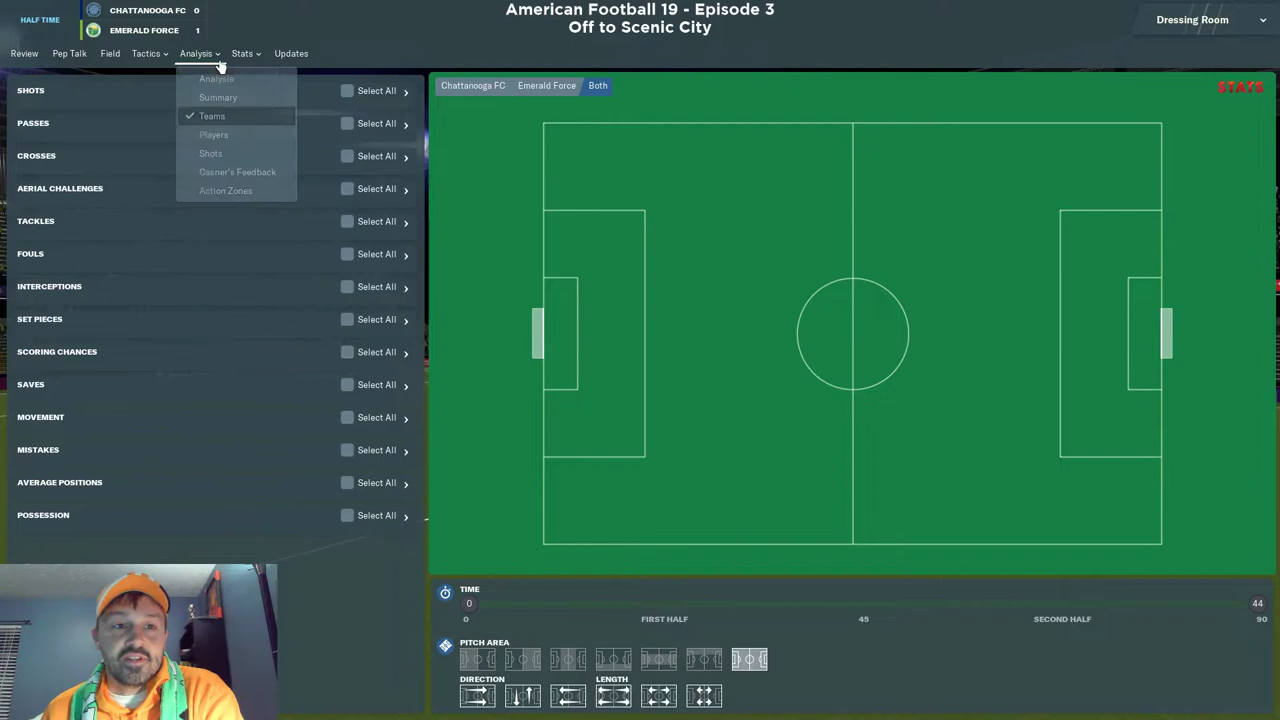 HALF TIME
CHATTANOOGA FC 0
EMERALD FORCE 1
American Football 19 - Episode 3
Off to Scenic City
Dressing Room
Review Pep Talk Field Tactics Analysis Stats Updates
Analysis
Summary
Teams
Players
Shots
Casner's Feedback
Action Zones
SHOTS Select All
PASSES Select All
CROSSES Select All
AERIAL CHALLENGES Select All
TACKLES Select All
FOULS Select All
INTERCEPTIONS Select All
SET PIECES Select All
SCORING CHANCES Select All
SAVES Select All
MOVEMENT Select All
MISTAKES Select All
AVERAGE POSITIONS Select All
POSSESSION Select All
Chattanooga FC Emerald Force Both
STATS
TIME
0 44
0 FIRST HALF 45 SECOND HALF 90
PITCH AREA
DIRECTION LENGTH